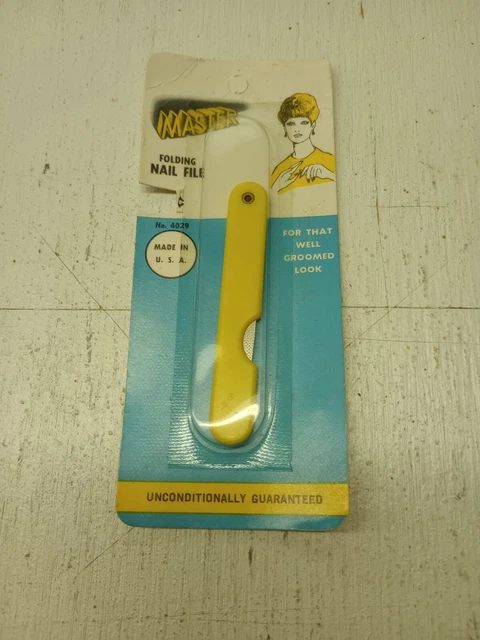 MASTER
FOLDING
NAIL FILE
¢
No. 4029
MADE IN
U. S. A.
FOR THAT
WELL
GROOMED
LOOK
UNCONDITIONALLY GUARANTEED